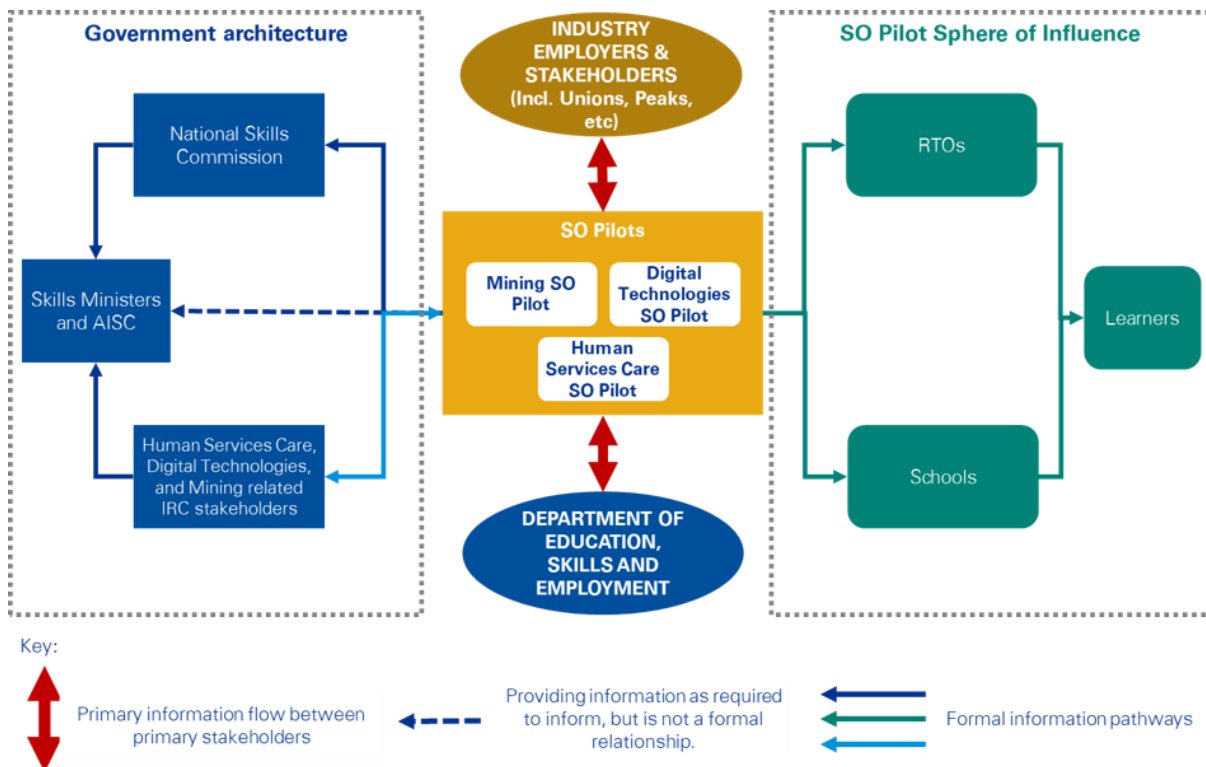 Government architecture
National Skills
Commission
Skills Ministers
and AISC
Human Services Care,
Digital Technologies,
and Mining related
IRC stakeholders
INDUSTRY
EMPLOYERS &
STAKEHOLDERS
(Incl. Unions, Peaks,
etc)
SO Pilots
Mining SO
Pilot
Digital
Technologies
SO Pilot
Human
Services Care
SO Pilot
DEPARTMENT OF
EDUCATION,
SKILLS AND
EMPLOYMENT
SO Pilot Sphere of Influence
RTOs
Learners
Schools
Key:
Primary information flow between
primary stakeholders
Providing information as required
to inform, but is not a formal
relationship.
Formal information pathways